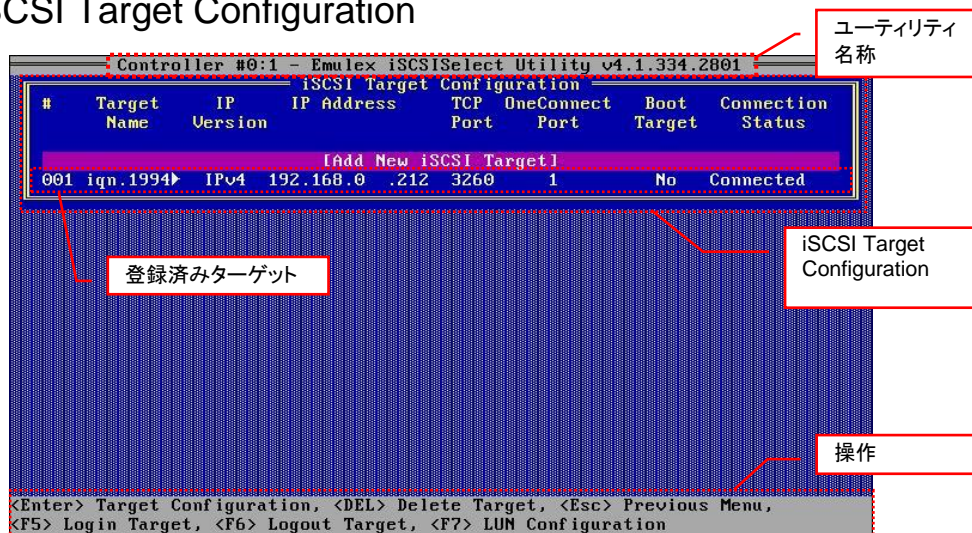 CSI Target Configuration
ユーティリティ
名称
Controller #0:1 - Emulex iSCSISelect Utility v4.1.334.2801
iSCSI Target Configuration
# Target IP IP Address TCP OneConnect Boot Connection
Name Version Port Port Target Status
[Add New iSCSI Target]
001 iqn.1994▶ IPv4 192.168.0 .212 3260 1 No Connected
iSCSI Target
Configuration
登録済みターゲット
操作
<Enter> Target Configuration, <DEL> Delete Target, <Esc> Previous Menu,
<F5> Login Target, <F6> Logout Target, <F7> LUN Configuration